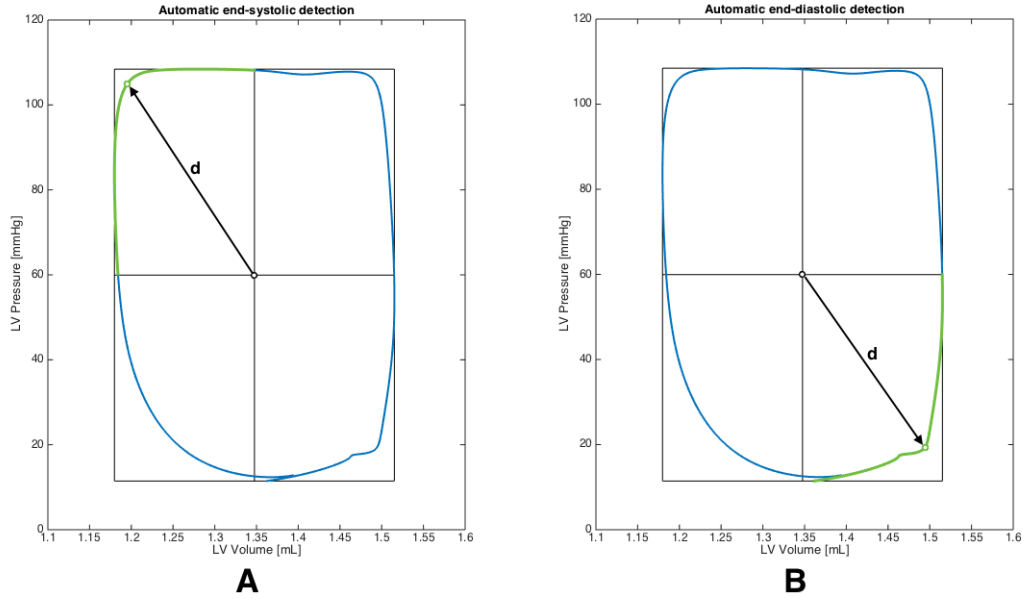 Automatic end-systolic detection
120
100
80
60
40
20
0
LV Pressure [mmHg]
d
1.1 1.15 1.2 1.25 1.3 1.35 1.4 1.45 1.5 1.55 1.6
LV Volume [mL]
A
Automatic end-diastolic detection
120
100
80
60
40
20
0
LV Pressure [mmHg]
d
1.1 1.15 1.2 1.25 1.3 1.35 1.4 1.45 1.5 1.55 1.6
LV Volume [mL]
B